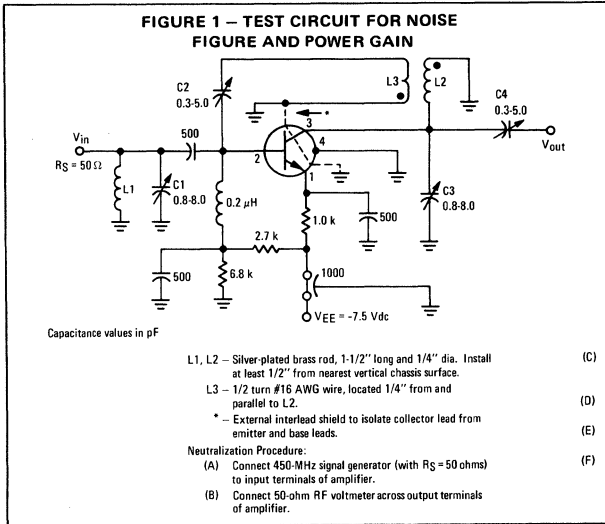 FIGURE 1 – TEST CIRCUIT FOR NOISE
FIGURE AND POWER GAIN
C2
0.3-5.0
L3
L2
C4
0.3-5.0
*
3
4
2
1
Vin
RS = 50 Ω
500
Vout
L1
C1
0.8-8.0
0.2 μH
C3
0.8-8.0
1.0 k
500
2.7 k
500
6.8 k
1000
VEE = -7.5 Vdc
Capacitance values in pF
L1, L2 – Silver-plated brass rod, 1-1/2" long and 1/4" dia. Install
at least 1/2" from nearest vertical chassis surface.
L3 – 1/2 turn #16 AWG wire, located 1/4" from and
parallel to L2.
* – External interlead shield to isolate collector lead from
emitter and base leads.
Neutralization Procedure:
(A) Connect 450-MHz signal generator (with RS = 50 ohms)
to input terminals of amplifier.
(B) Connect 50-ohm RF voltmeter across output terminals
of amplifier.
(C)
(D)
(E)
(F)